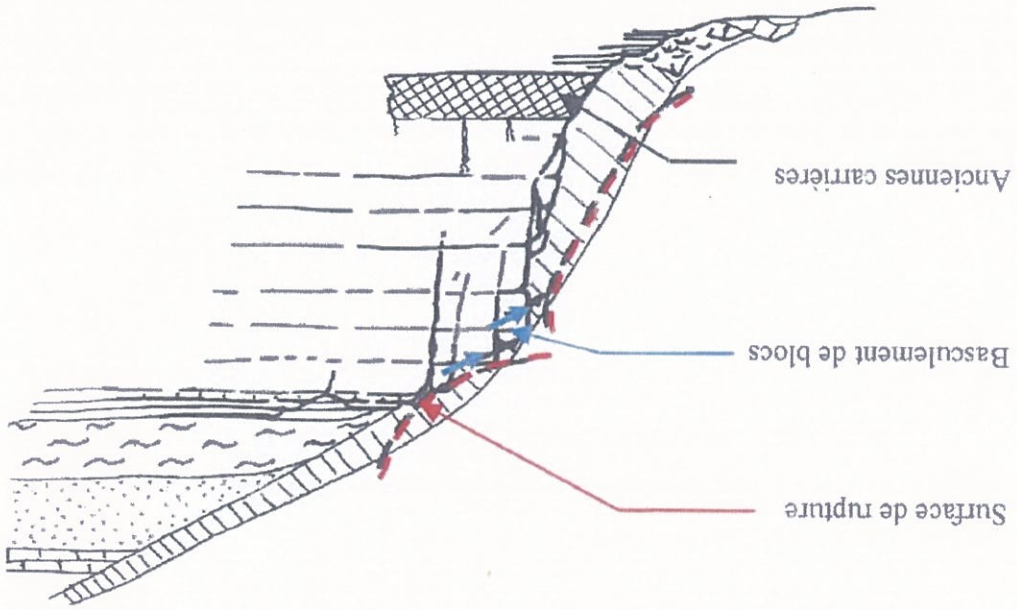 Surface de rupture
Basculement de blocs
Anciennes carrières